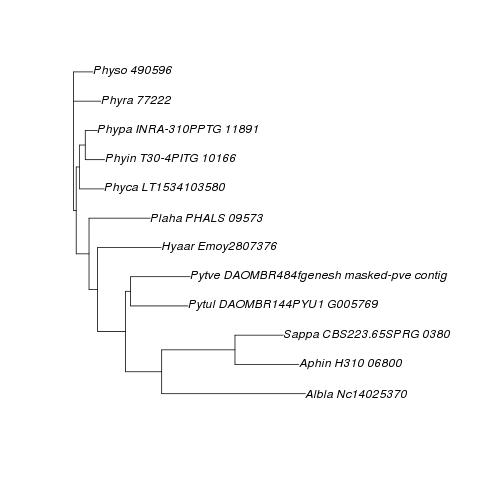 Physo 490596
Phyra 77222
Phypa INRA-310PPTG 11891
Phyin T30-4PITG 10166
Phyca LT1534103580
Plaha PHALS 09573
Hyaar Emoy2807376
Pytve DAOMBR484fgenesh masked-pve contig
Pytul DAOMBR144PYU1 G005769
Sappa CBS223.65SPRG 0380
Aphin H310 06800
Albla Nc14025370